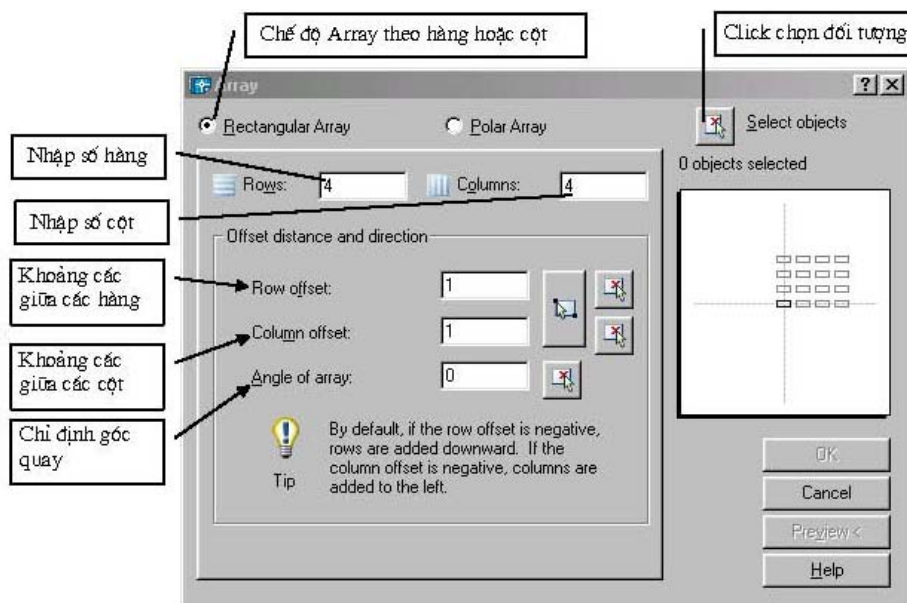 Chế độ Array theo hàng hoặc cột
Click chọn đối tượng
Array
Rectangular Array
Polar Array
Select objects
0 objects selected
Nhập số hàng
Rows:
4
Columns:
4
Nhập số cột
Offset distance and direction
Khoảng các
giữa các hàng
Row offset:
1
Column offset:
1
Khoảng các
giữa các cột
Angle of array:
0
Chỉ định góc
quay
Tip
By default, if the row offset is negative,
rows are added downward. If the
column offset is negative, columns are
added to the left.
OK
Cancel
Preview <
Help